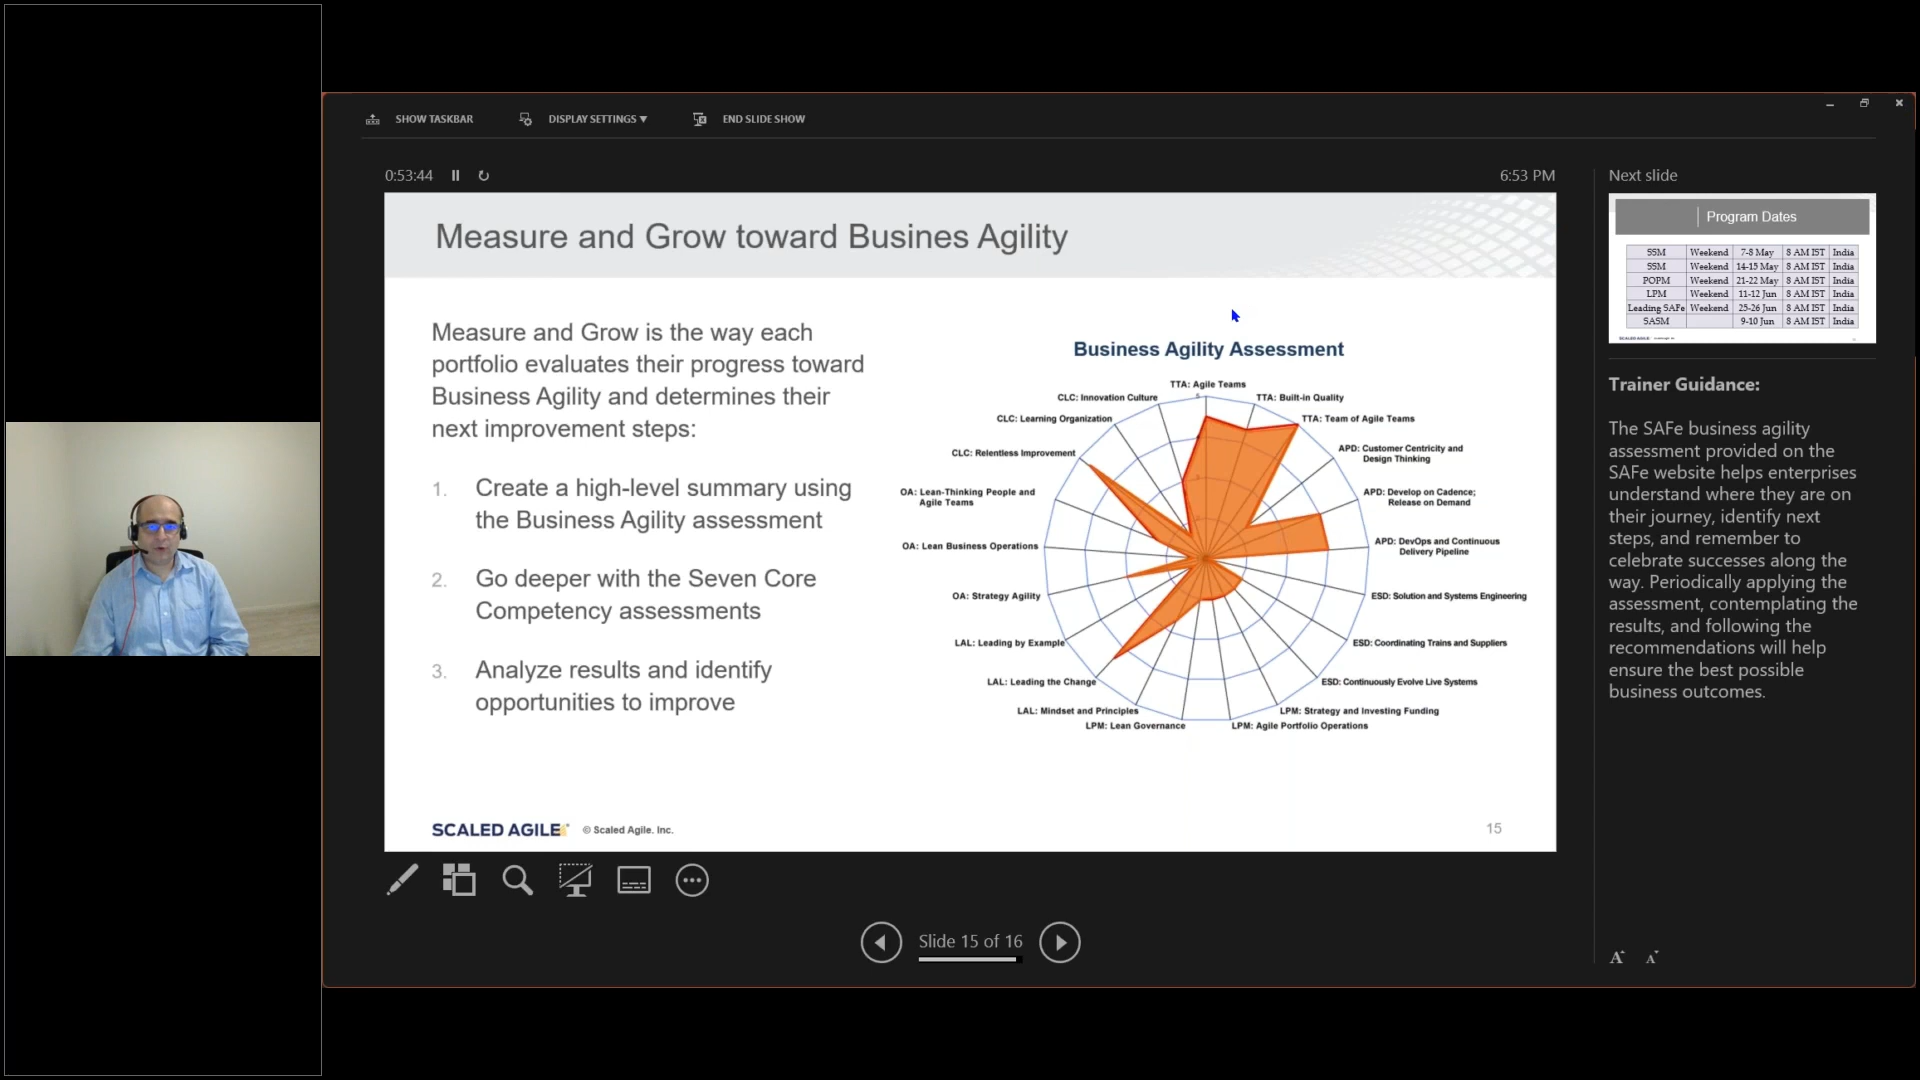 SHOW TASKBAR
DISPLAY SETTINGS ▾
END SLIDE SHOW
0:53:44
6:53 PM
Measure and Grow toward Busines Agility
Measure and Grow is the way each
portfolio evaluates their progress toward
Business Agility and determines their
next improvement steps:
1. Create a high-level summary using
the Business Agility assessment
2. Go deeper with the Seven Core
Competency assessments
3. Analyze results and identify
opportunities to improve
Business Agility Assessment
TTA: Agile Teams
TTA: Built-in Quality
TTA: Team of Agile Teams
APD: Customer Centricity and
Design Thinking
APD: Develop on Cadence;
Release on Demand
APD: DevOps and Continuous
Delivery Pipeline
ESD: Solution and Systems Engineering
ESD: Coordinating Trains and Suppliers
ESD: Continuously Evolve Live Systems
LPM: Strategy and Investing Funding
LPM: Agile Portfolio Operations
LPM: Lean Governance
LAL: Mindset and Principles
LAL: Leading the Change
LAL: Leading by Example
OA: Strategy Agility
OA: Lean Business Operations
OA: Lean-Thinking People and
Agile Teams
CLC: Relentless Improvement
CLC: Learning Organization
CLC: Innovation Culture
5
SCALED AGILE
© Scaled Agile. Inc.
15
Slide 15 of 16
Next slide
Program Dates
SSM Weekend 7-8 May 8 AM IST India
SSM Weekend 14-15 May 8 AM IST India
POPM Weekend 21-22 May 8 AM IST India
LPM Weekend 11-12 Jun 8 AM IST India
Leading SAFe Weekend 25-26 Jun 8 AM IST India
SASM 9-10 Jun 8 AM IST India
SCALED AGILE
Trainer Guidance:
The SAFe business agility
assessment provided on the
SAFe website helps enterprises
understand where they are on
their journey, identify next
steps, and remember to
celebrate successes along the
way. Periodically applying the
assessment, contemplating the
results, and following the
recommendations will help
ensure the best possible
business outcomes.
A A